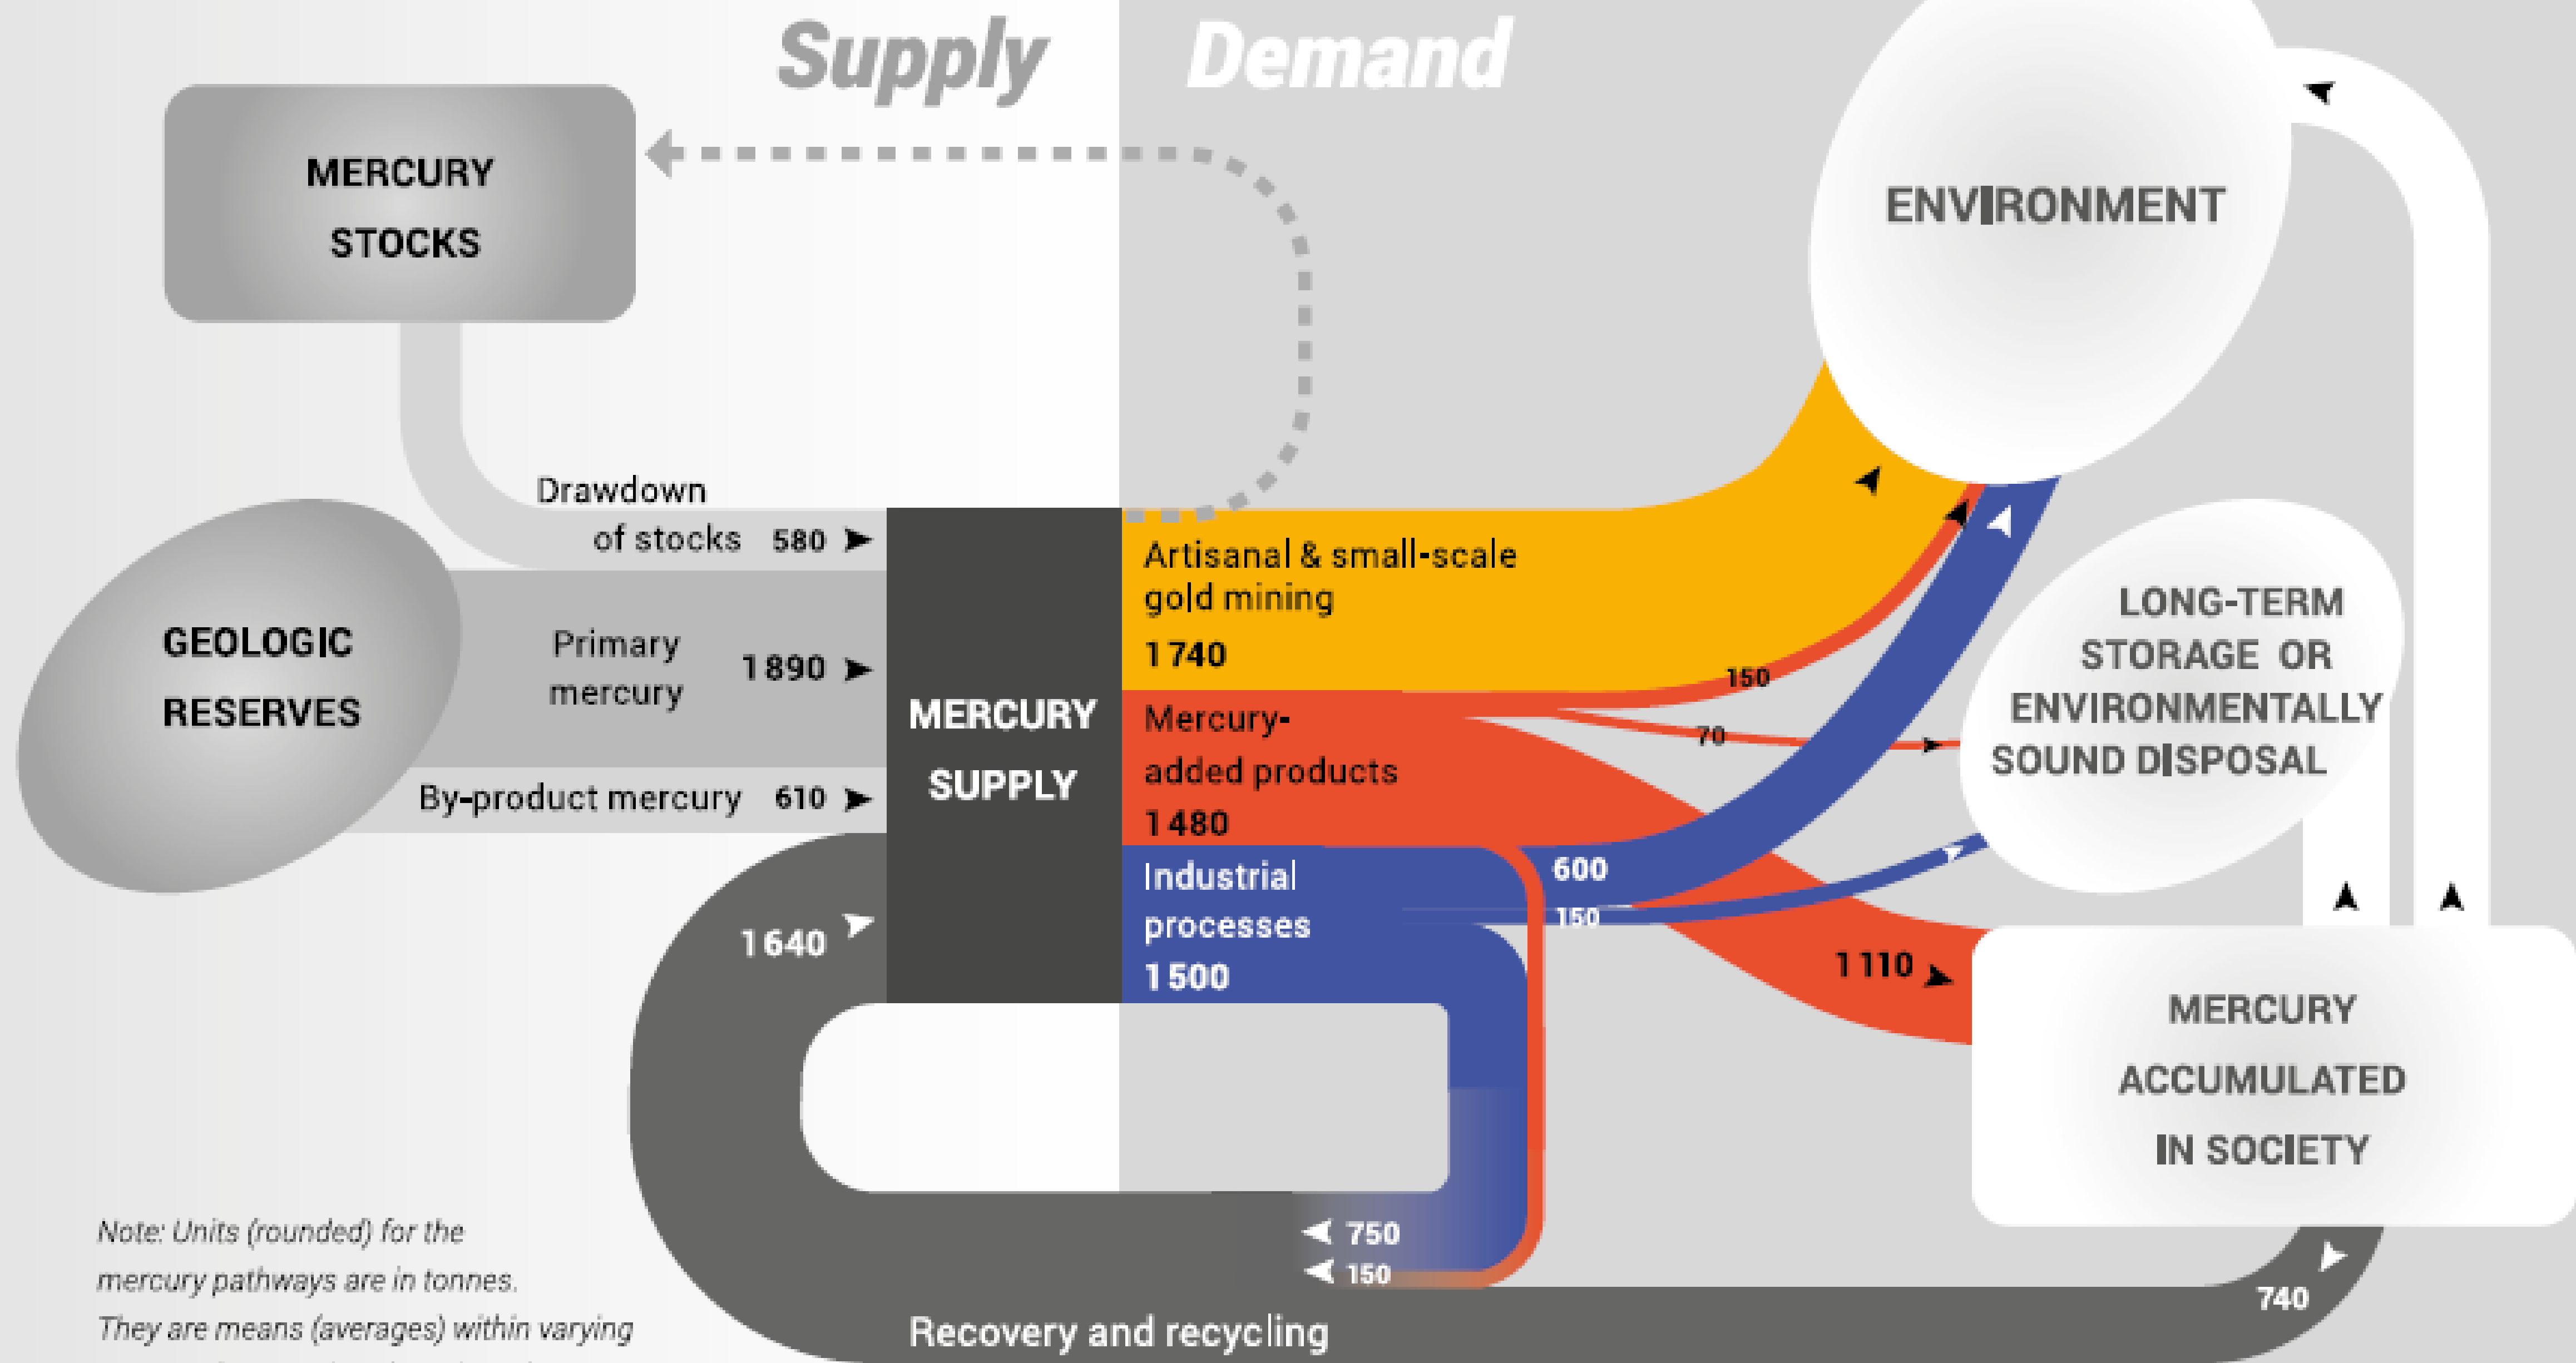 Supply
Demand
MERCURY
STOCKS
ENVIRONMENT
Drawdown
of stocks 580
GEOLOGIC
RESERVES
Primary
mercury
1 890
By-product mercury 610
MERCURY
SUPPLY
1 640
Artisanal & small-scale
gold mining
1 740
Mercury-
added products
1 480
Industrial
processes
1 500
150
70
600
150
1 110
LONG-TERM
STORAGE OR
ENVIRONMENTALLY
SOUND DISPOSAL
MERCURY
ACCUMULATED
IN SOCIETY
750
150
740
Recovery and recycling
Note: Units (rounded) for the
mercury pathways are in tonnes.
They are means (averages) within varying